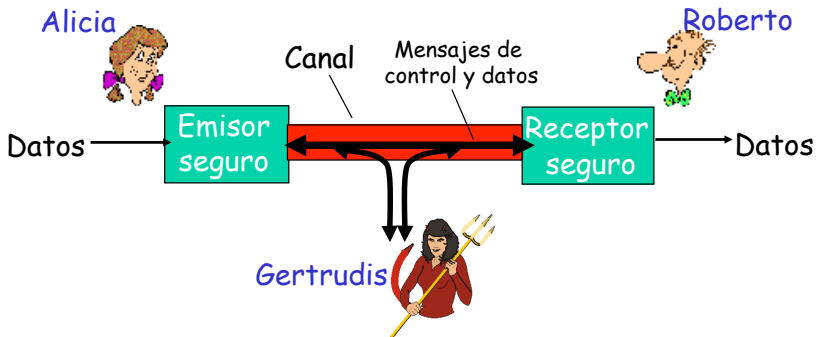 Alicia
Roberto
Canal
Mensajes de
control y datos
Datos
Emisor
seguro
Receptor
seguro
Datos
Gertrudis